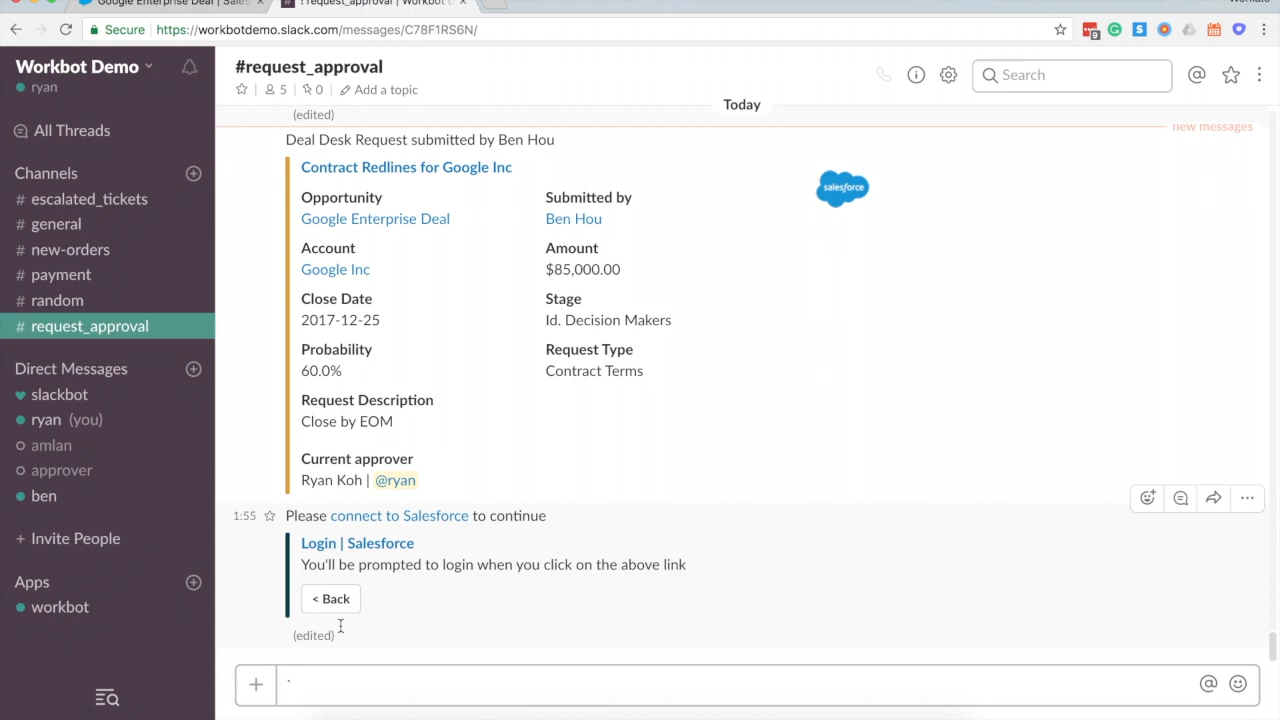 Google Enterprise Deal | Sales
!request_approval | Workbot
Secure
https://workbotdemo.slack.com/messages/C78F1RS6N/
9
Workbot Demo
ryan
All Threads
Channels
# escalated_tickets
# general
# new-orders
# payment
# random
# request_approval
Direct Messages
slackbot
ryan (you)
amlan
approver
ben
+ Invite People
Apps
workbot
#request_approval
5
0
Add a topic
Search
(edited)
Today
new messages
Deal Desk Request submitted by Ben Hou
Contract Redlines for Google Inc
salesforce
Opportunity Submitted by
Google Enterprise Deal Ben Hou
Account Amount
Google Inc $85,000.00
Close Date Stage
2017-12-25 Id. Decision Makers
Probability Request Type
60.0% Contract Terms
Request Description
Close by EOM
Current approver
Ryan Koh | @ryan
1:55 Please connect to Salesforce to continue
Login | Salesforce
You'll be prompted to login when you click on the above link
< Back
(edited)
`